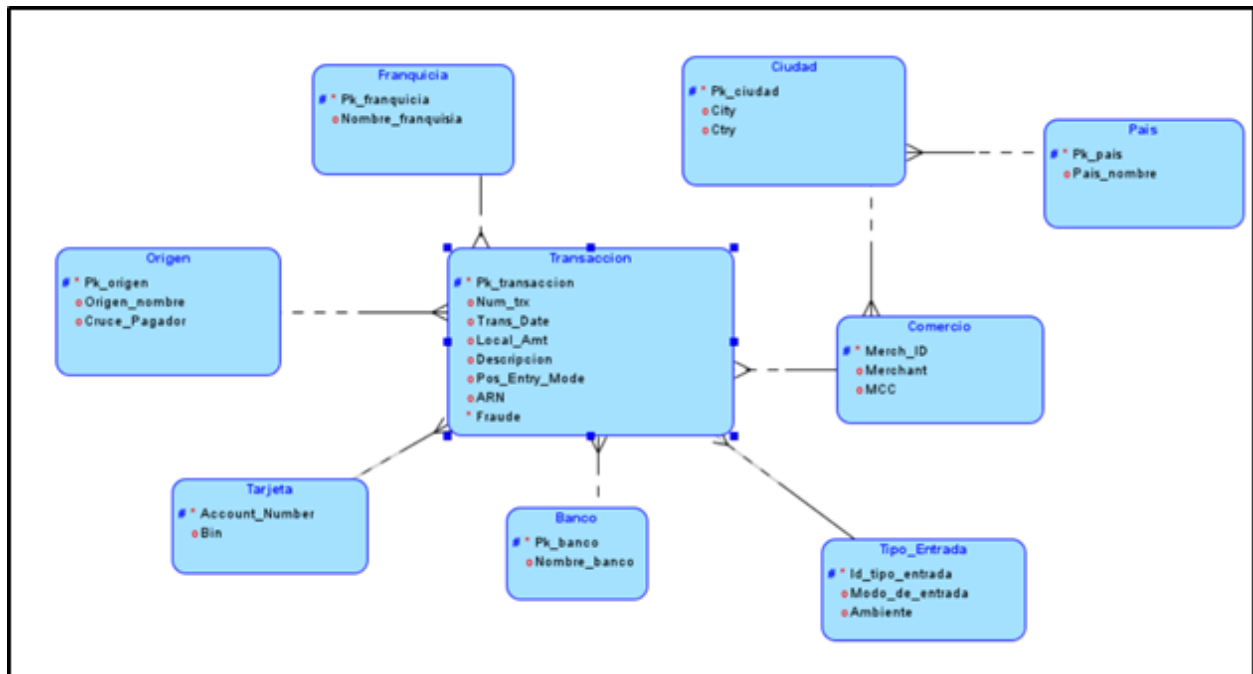 Franquicia
# * Pk_franquicia
o Nombre_franquisia
Ciudad
# * Pk_ciudad
o City
o Ctry
Pais
# * Pk_pais
o Pais_nombre
Origen
# * Pk_origen
o Origen_nombre
o Cruce_Pagador
Transaccion
# * Pk_transaccion
o Num_trx
o Trans_Date
o Local_Amt
o Descripcion
o Pos_Entry_Mode
o ARN
* Fraude
Comercio
# * Merch_ID
o Merchant
o MCC
Tarjeta
# * Account_Number
o Bin
Banco
# * Pk_banco
o Nombre_banco
Tipo_Entrada
# * Id_tipo_entrada
o Modo_de_entrada
o Ambiente